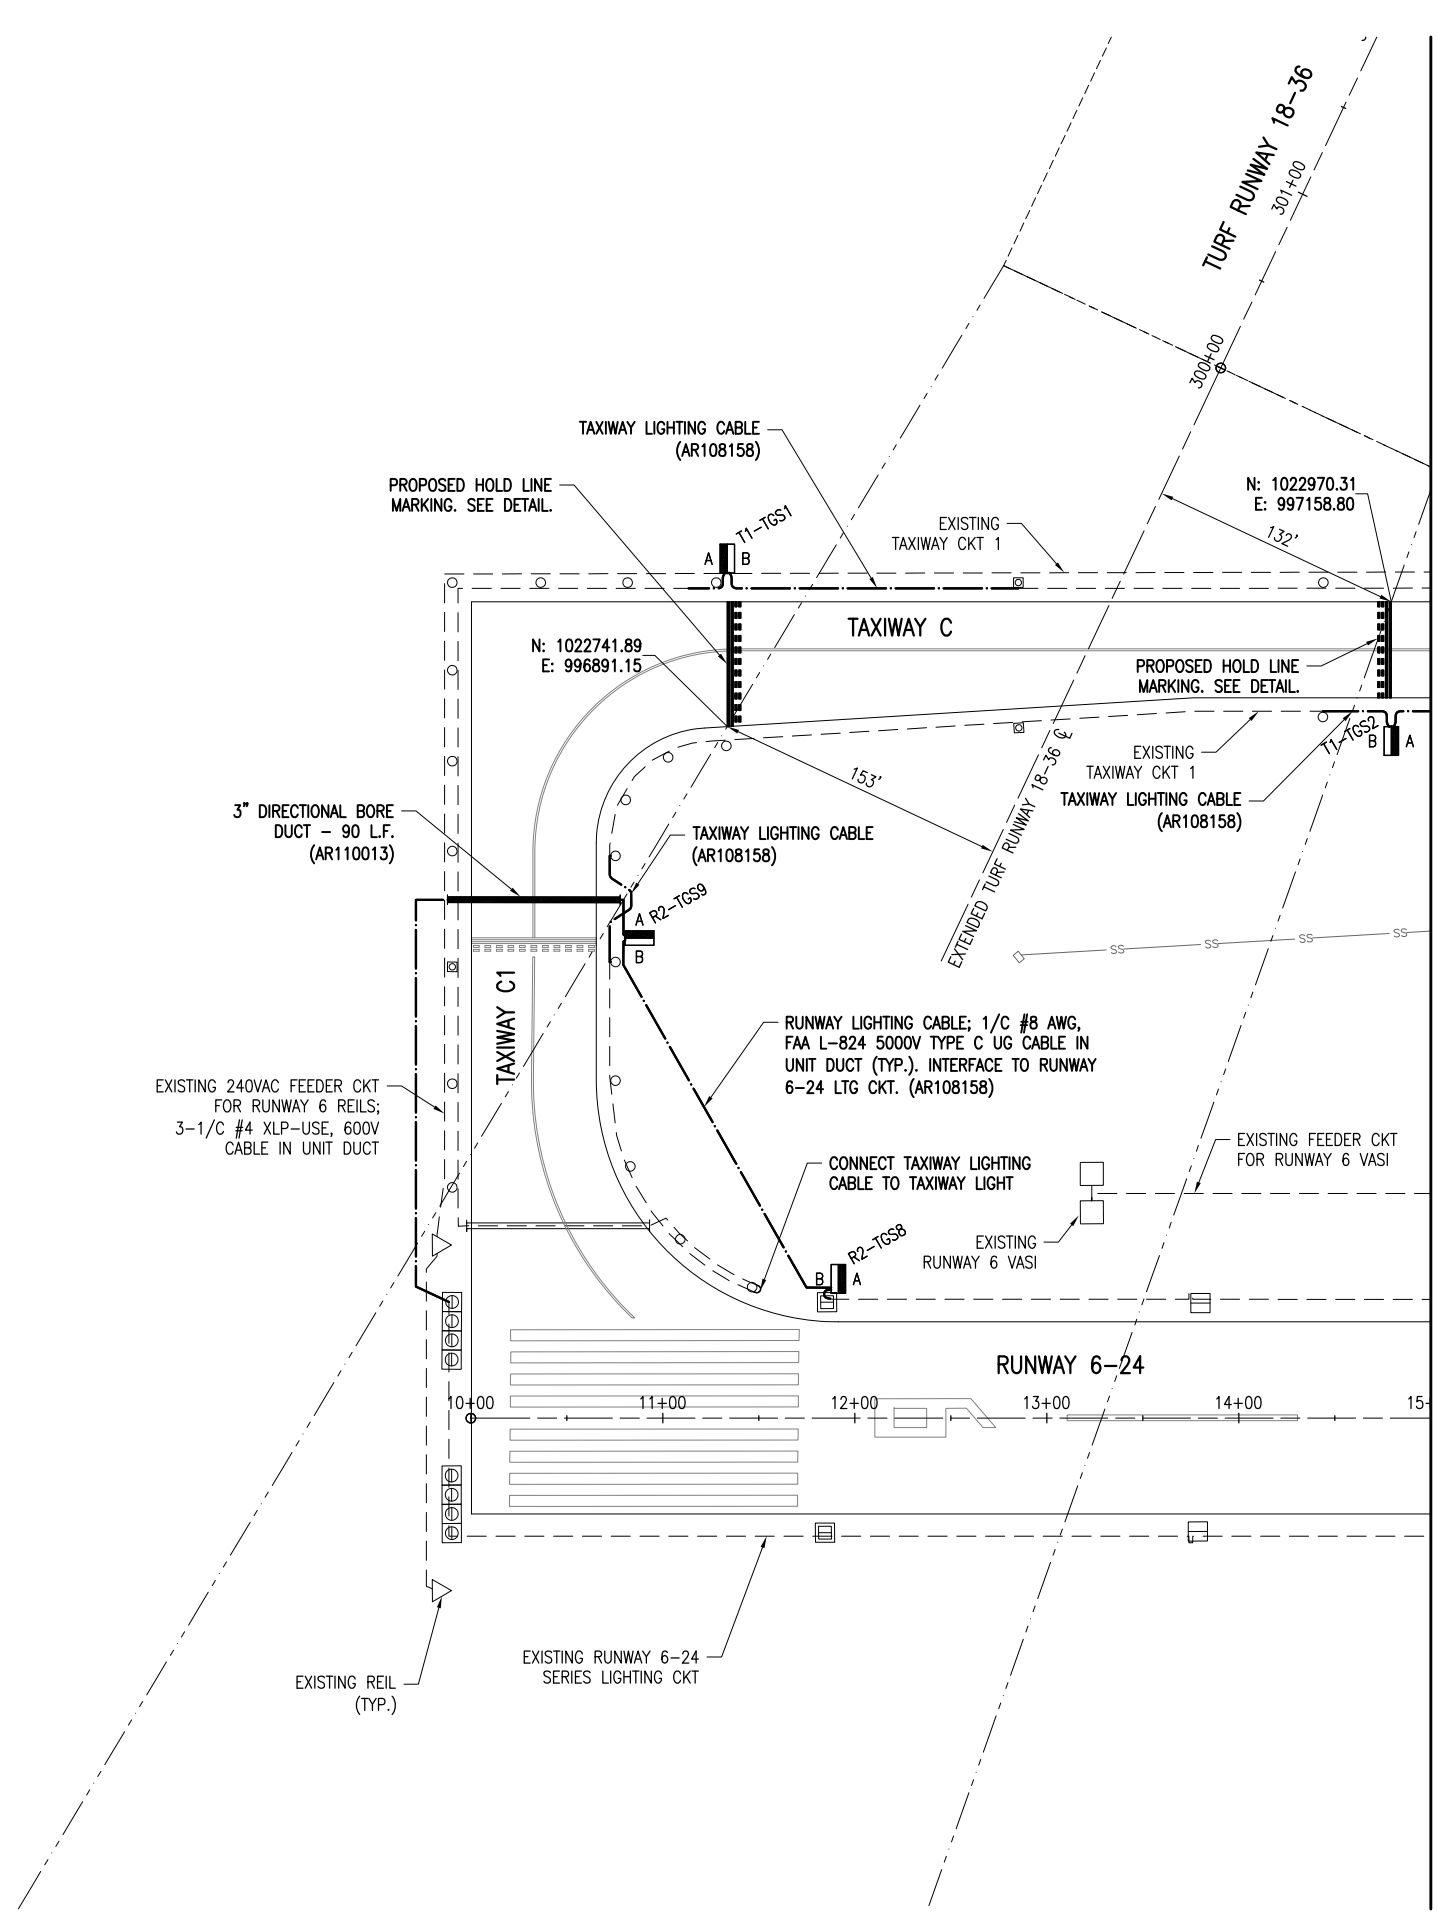 TURF RUNWAY 18-36
301+00
300+00
TAXIWAY LIGHTING CABLE
(AR108158)
PROPOSED HOLD LINE
MARKING. SEE DETAIL.
T1-TGS1
A
B
EXISTING
TAXIWAY CKT 1
N: 1022970.31
E: 997158.80
132'
TAXIWAY C
N: 1022741.89
E: 996891.15
PROPOSED HOLD LINE
MARKING. SEE DETAIL.
T1-TGS2
B
A
EXISTING
TAXIWAY CKT 1
TAXIWAY LIGHTING CABLE
(AR108158)
153'
EXTENDED TURF RUNWAY 18-36 ℄
3" DIRECTIONAL BORE
DUCT - 90 L.F.
(AR110013)
TAXIWAY LIGHTING CABLE
(AR108158)
R2-TGS9
A
B
SS
SS
SS
SS
TAXIWAY C1
RUNWAY LIGHTING CABLE; 1/C #8 AWG,
FAA L-824 5000V TYPE C UG CABLE IN
UNIT DUCT (TYP.). INTERFACE TO RUNWAY
6-24 LTG CKT. (AR108158)
EXISTING 240VAC FEEDER CKT
FOR RUNWAY 6 REILS;
3-1/C #4 XLP-USE, 600V
CABLE IN UNIT DUCT
EXISTING FEEDER CKT
FOR RUNWAY 6 VASI
CONNECT TAXIWAY LIGHTING
CABLE TO TAXIWAY LIGHT
EXISTING
RUNWAY 6 VASI
R2-TGS8
B
A
RUNWAY 6-24
10+00
11+00
12+00
13+00
14+00
EXISTING RUNWAY 6-24
SERIES LIGHTING CKT
EXISTING REIL
(TYP.)